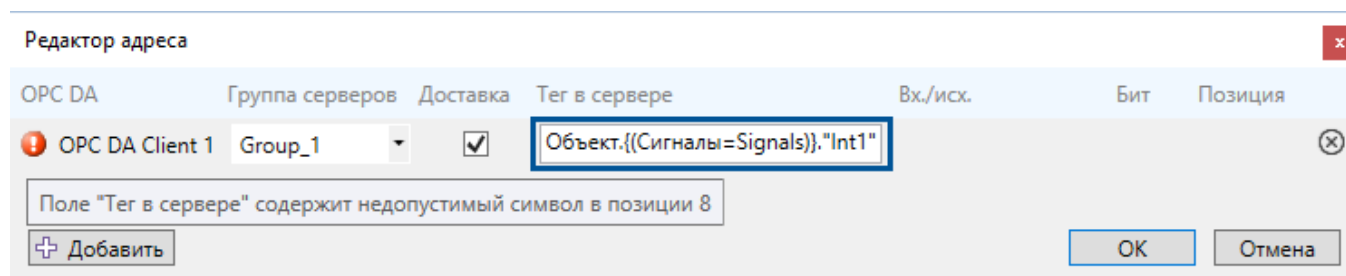 Редактор адреса
x
OPC DA Группа серверов Доставка Тег в сервере Вх./исх. Бит Позиция
OPC DA Client 1 Group_1 Объект.{(Сигналы=Signals)}."Int1"
Поле "Тег в сервере" содержит недопустимый символ в позиции 8
Добавить OK Отмена